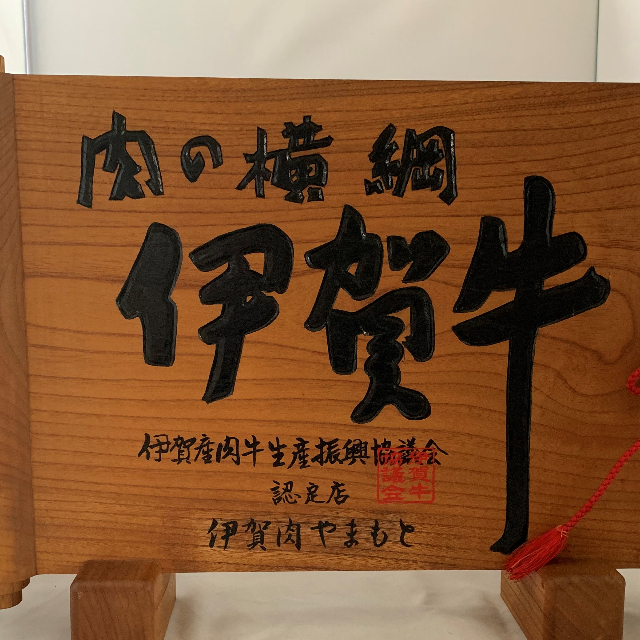 肉の横綱
伊賀牛
伊賀産肉牛生産振興協議会
認定店
伊賀肉やまもと